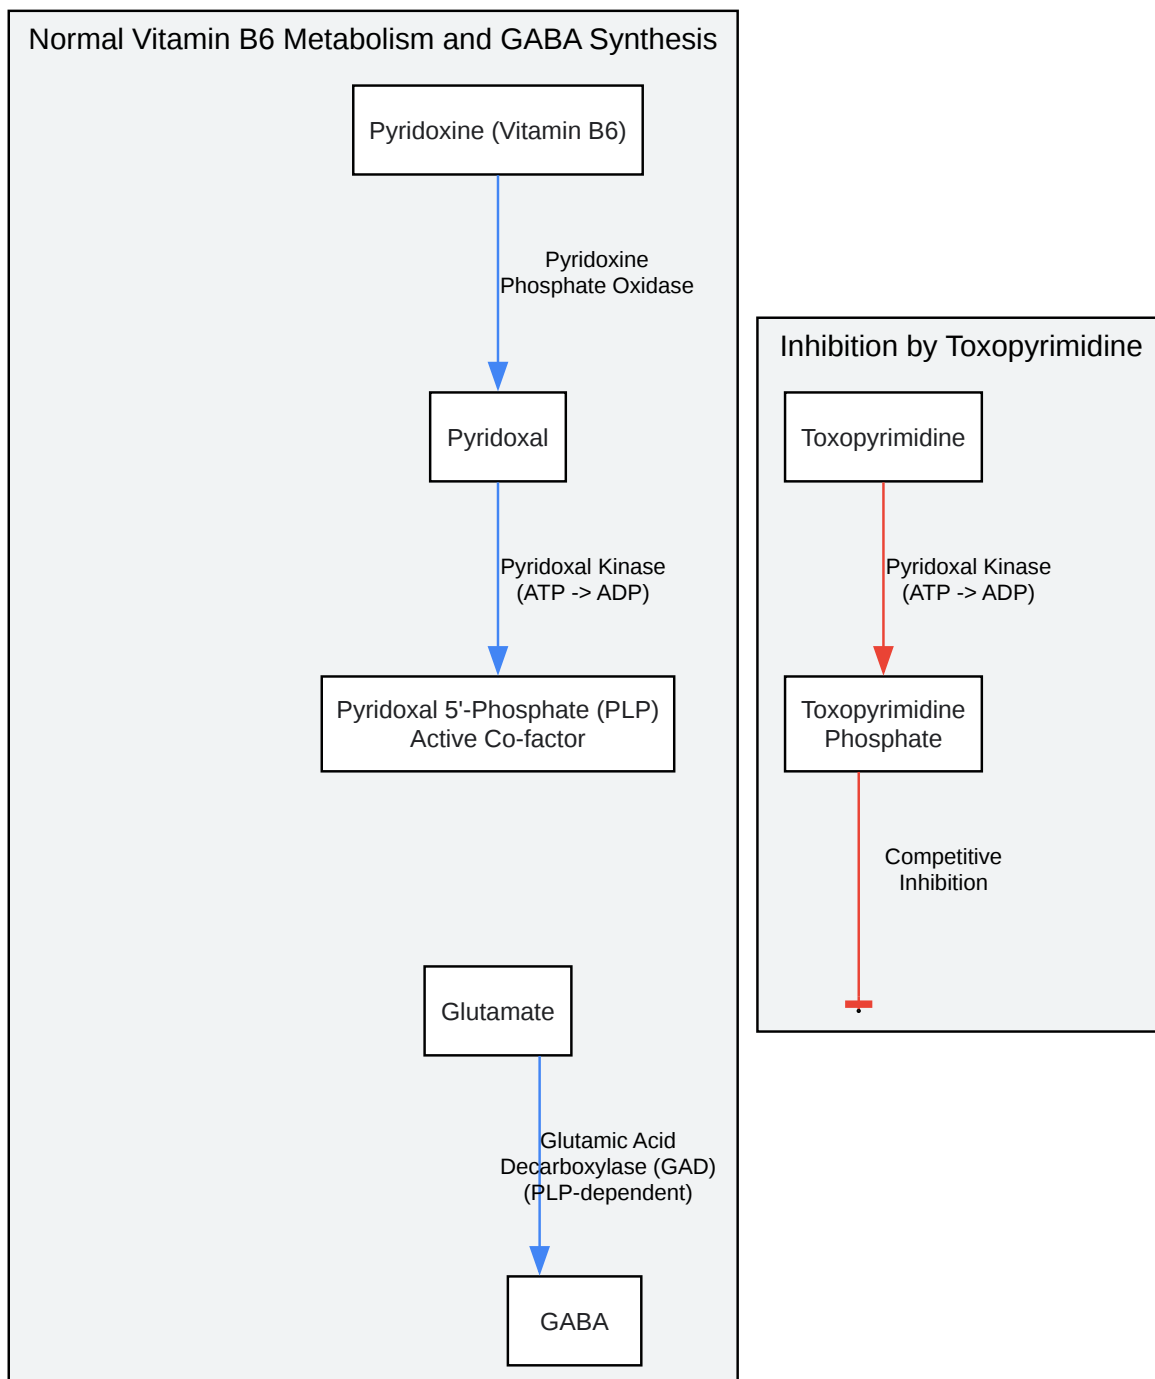 Normal Vitamin B6 Metabolism and GABA Synthesis
Pyridoxine (Vitamin B6)
Pyridoxine
Phosphate Oxidase
Pyridoxal
Pyridoxal Kinase
(ATP -> ADP)
Pyridoxal 5'-Phosphate (PLP)
Active Co-factor
Glutamate
Glutamic Acid
Decarboxylase (GAD)
(PLP-dependent)
GABA
Inhibition by Toxopyrimidine
Toxopyrimidine
Pyridoxal Kinase
(ATP -> ADP)
Toxopyrimidine
Phosphate
Competitive
Inhibition